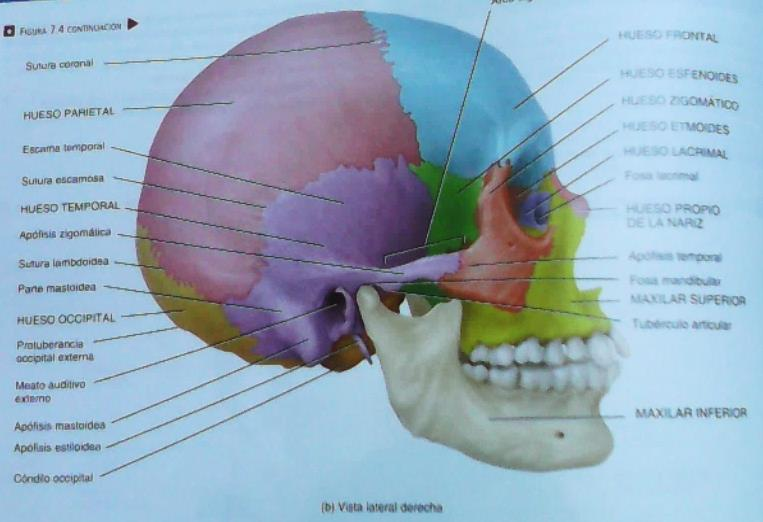 FIGURA 7.4 CONTINUACIÓN
Sutura coronal
HUESO PARIETAL
Escama temporal
Sutura escamosa
HUESO TEMPORAL
Apófisis zigomática
Sutura lambdoidea
Parte mastoidea
HUESO OCCIPITAL
Protuberancia
occipital externa
Meato auditivo
externo
Apófisis mastoidea
Apófisis estiloidea
Cóndilo occipital
HUESO FRONTAL
HUESO ESFENOIDES
HUESO ZIGOMÁTICO
HUESO ETMOIDES
HUESO LACRIMAL
Fosa lacrimal
HUESO PROPIO
DE LA NARIZ
Apófisis temporal
Fosa mandibular
MAXILAR SUPERIOR
Tubérculo articular
MAXILAR INFERIOR
(b) Vista lateral derecha